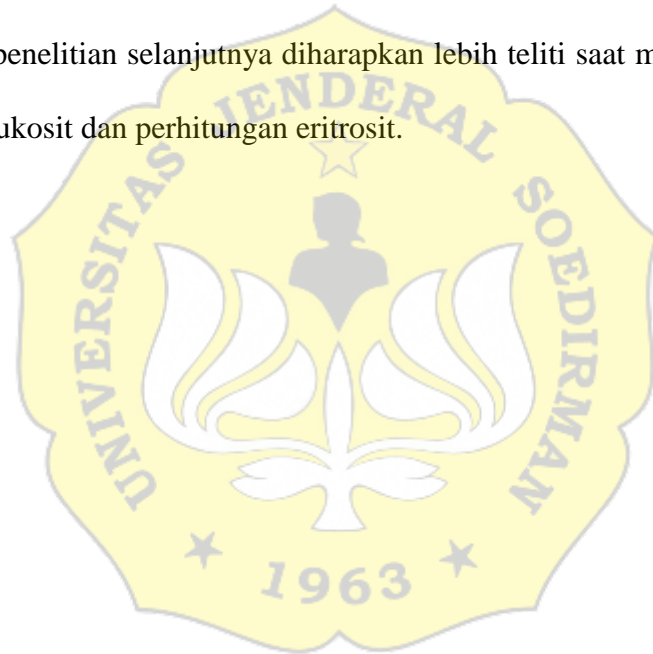 penelitian selanjutnya diharapkan lebih teliti saat m
ukosit dan perhitungan eritrosit.
UNIVERSITAS JENDERAL SOEDIRMAN
1963